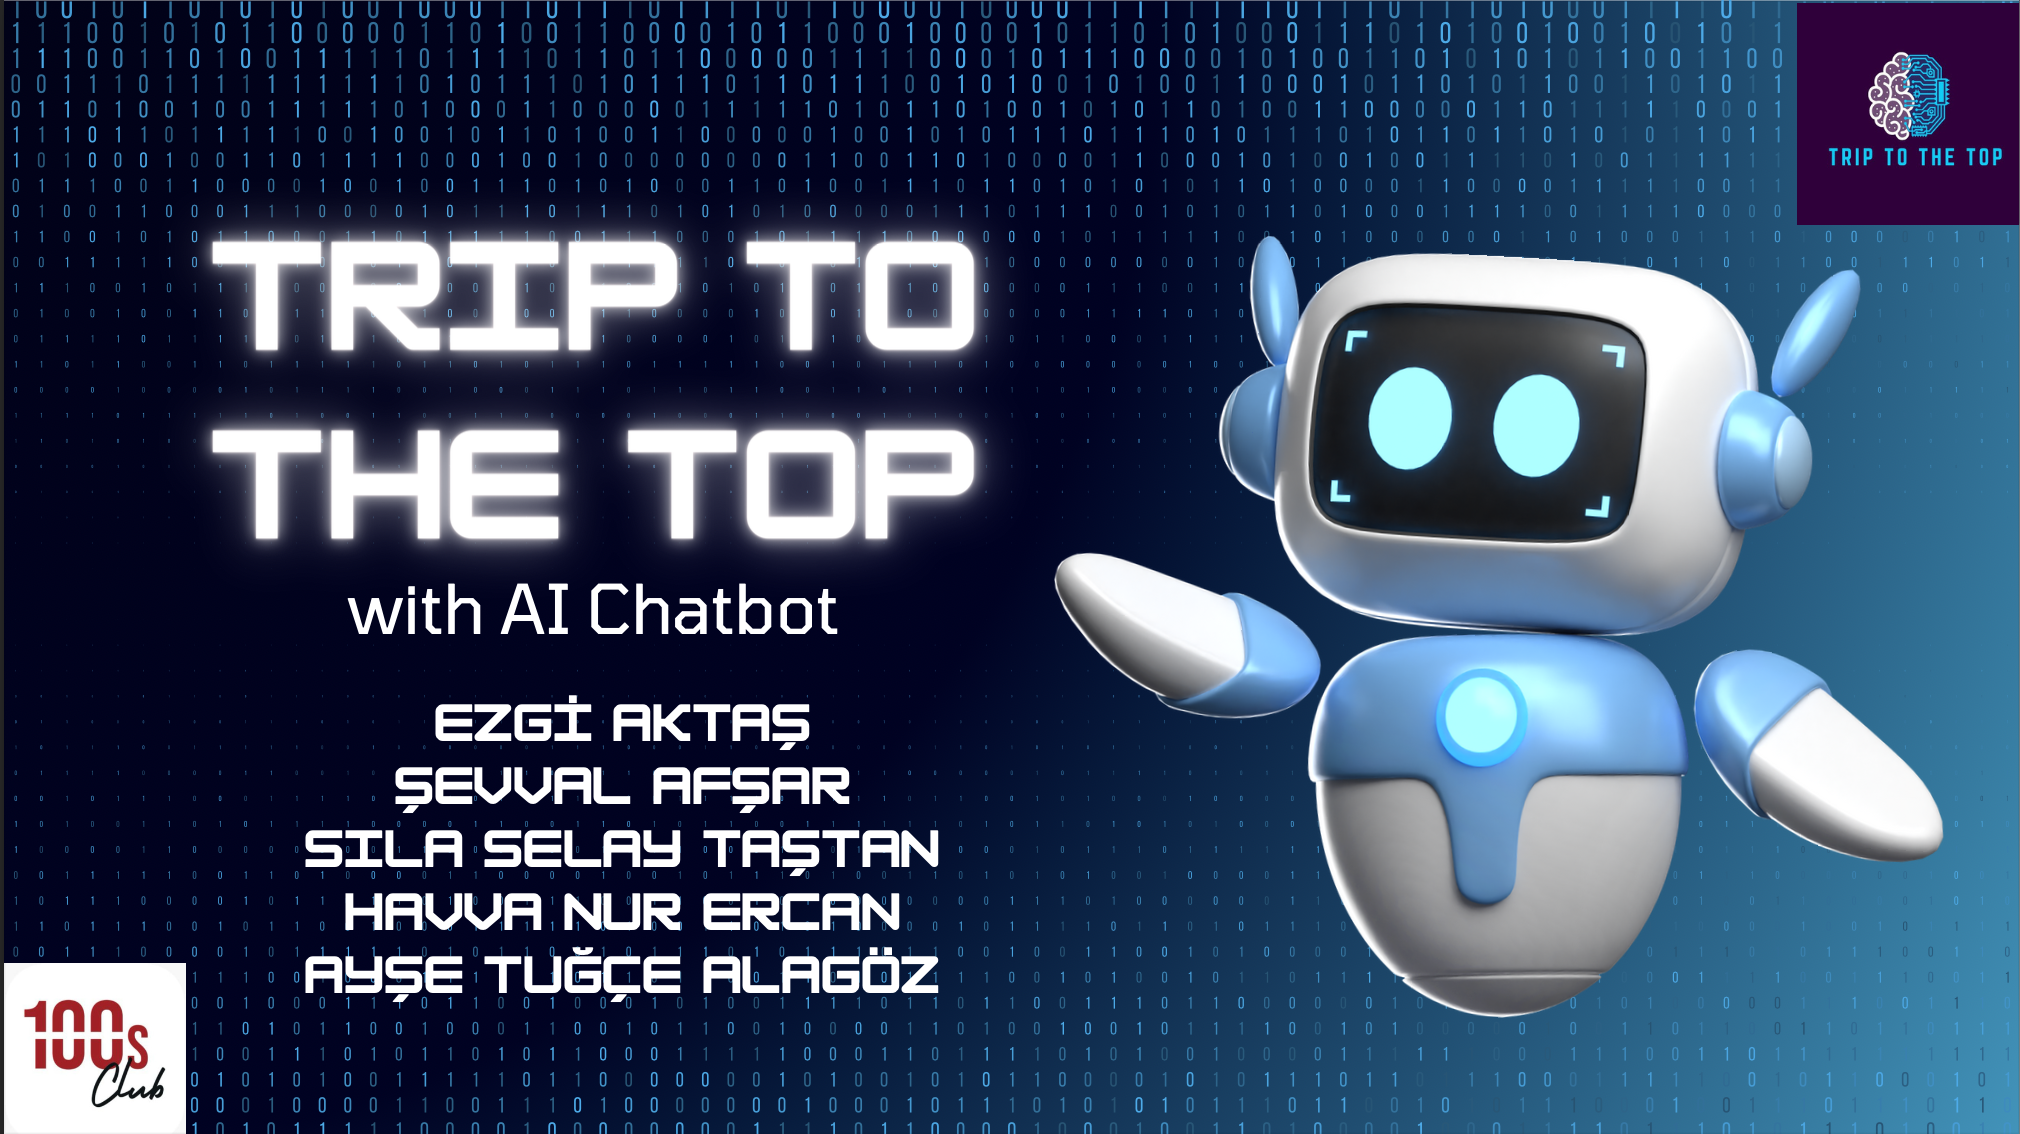 TRIP TO THE TOP
TRIP TO
THE TOP
with AI Chatbot
EZGİ AKTAŞ
ŞEVVAL AFŞAR
SILA SELAY TAŞTAN
HAVVA NUR ERCAN
AYŞE TUĞÇE ALAGÖZ
100s
Club